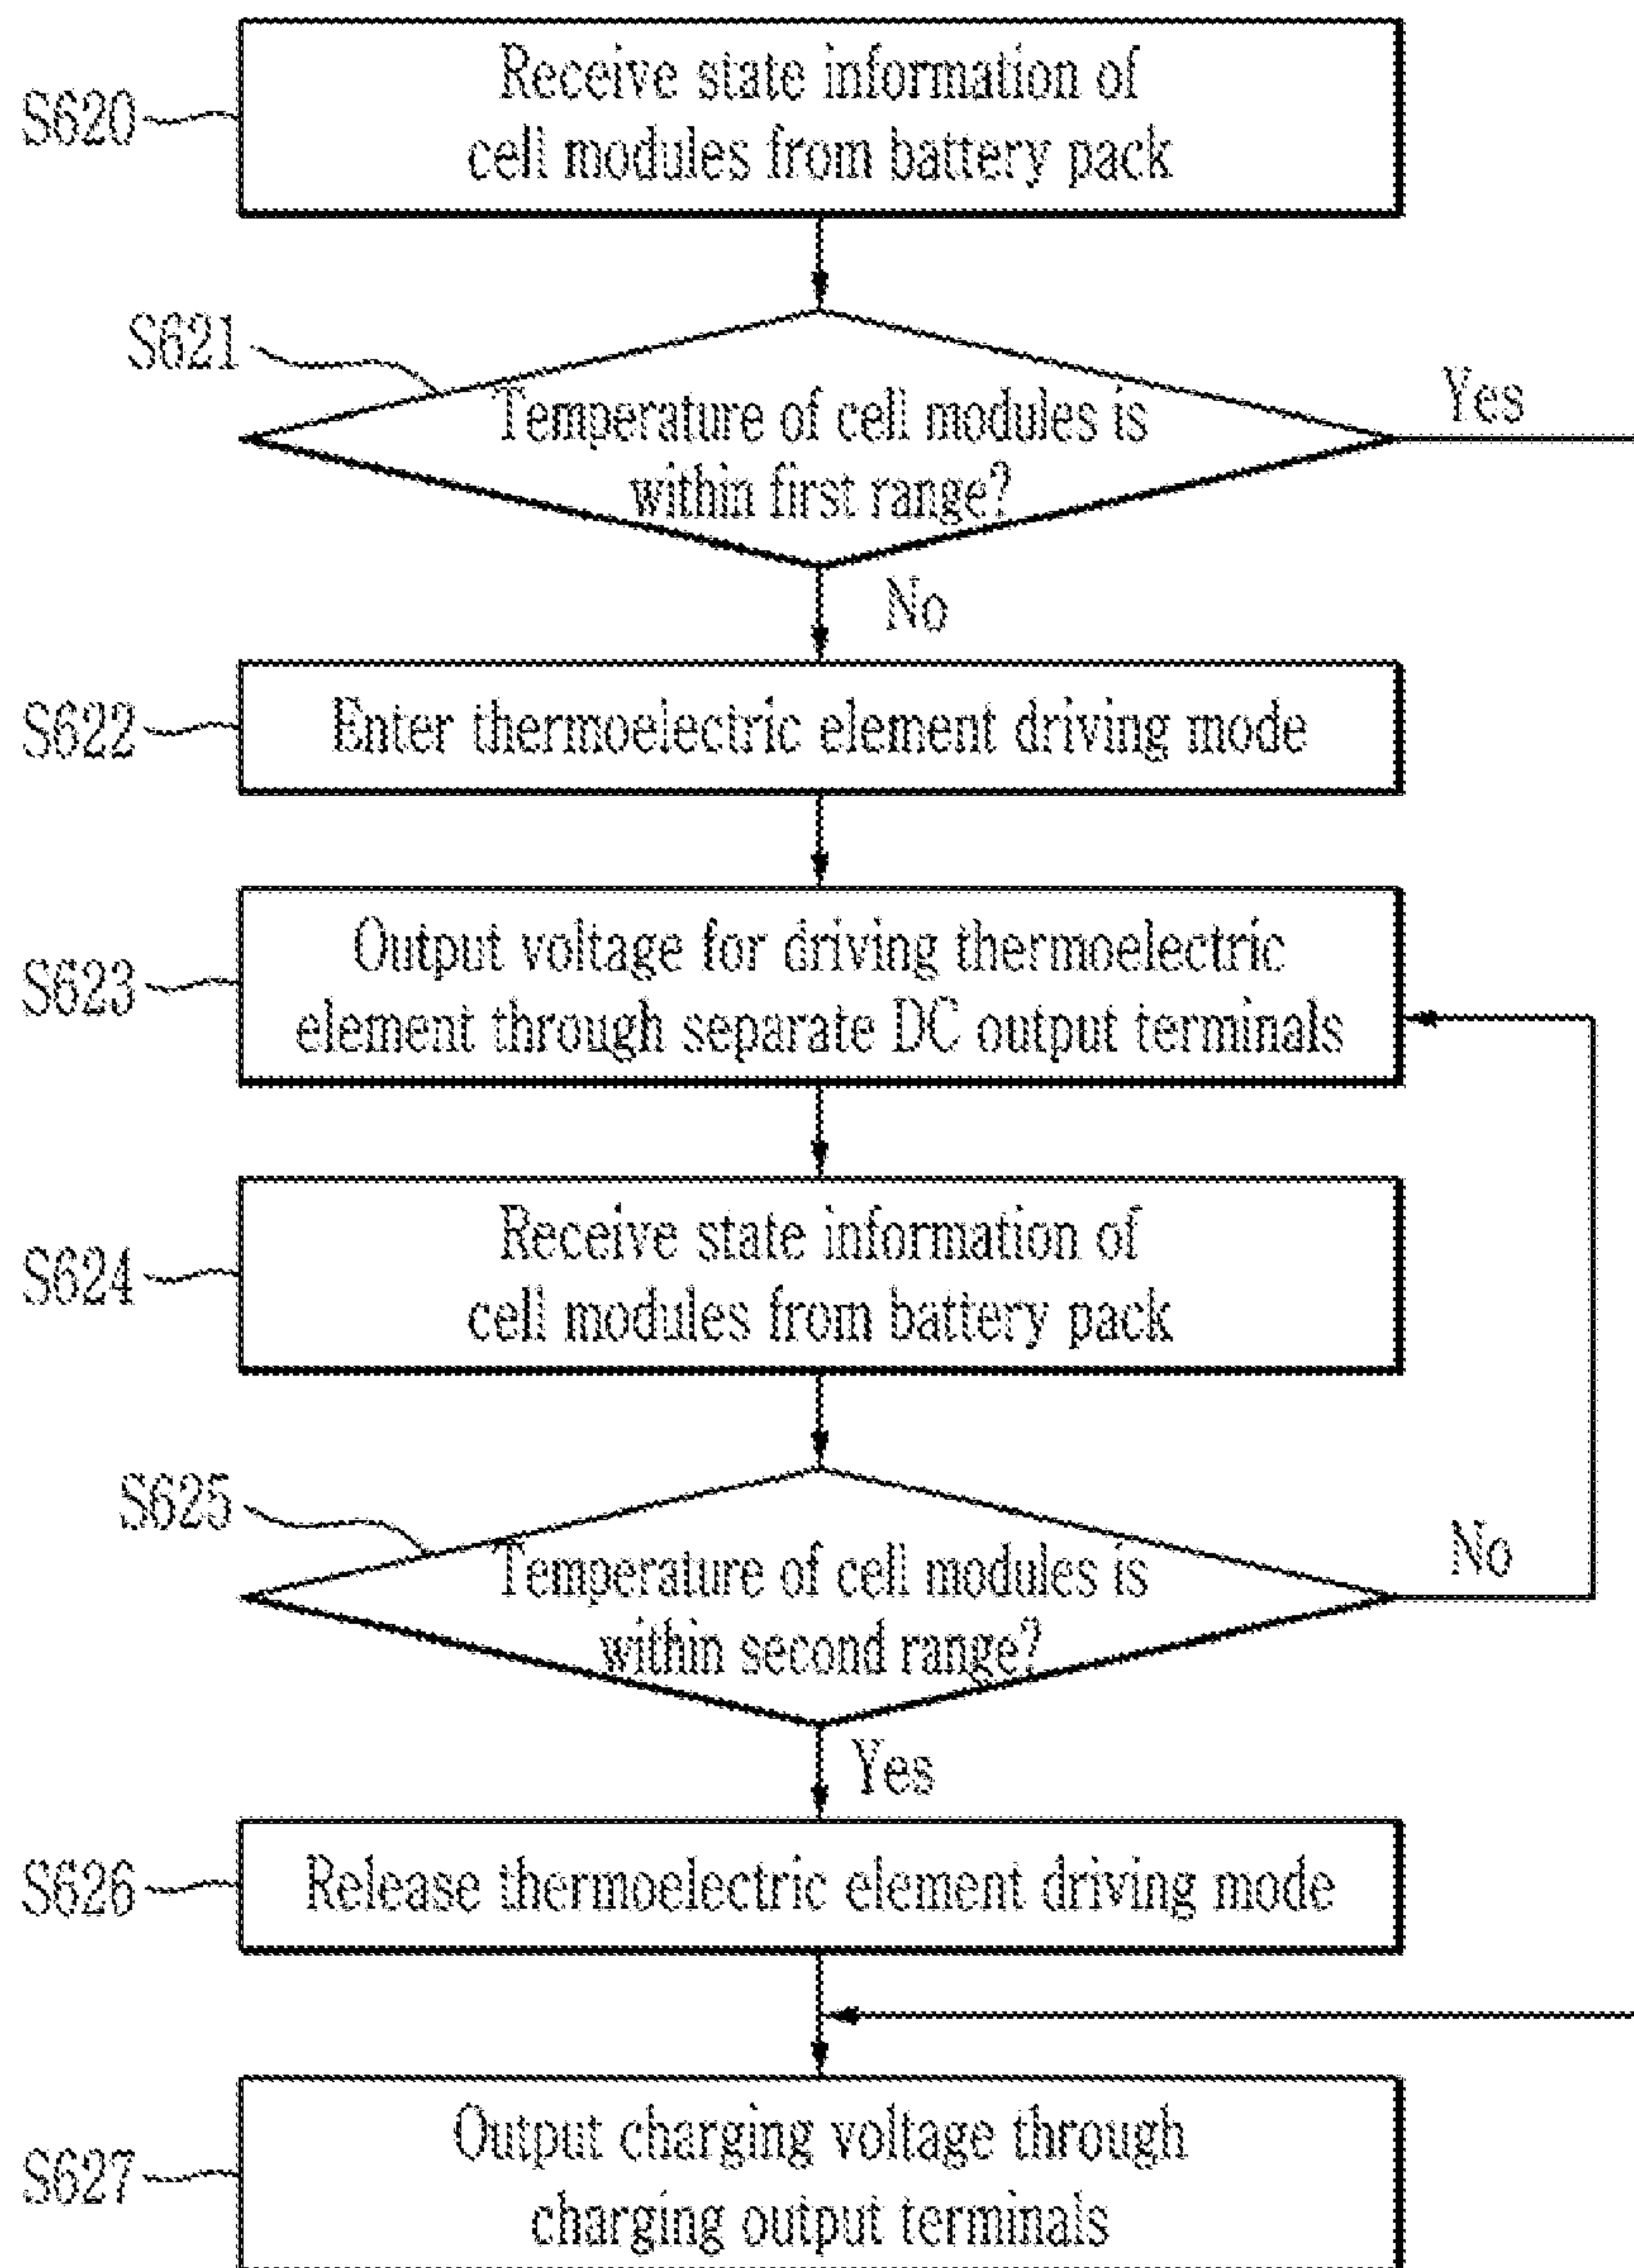 S620
Receive state information of
cell modules from battery pack
S621
Temperature of cell modules is
within first range?
Yes
No
S622
Enter thermoelectric element driving mode
S623
Output voltage for driving thermoelectric
element through separate DC output terminals
S624
Receive state information of
cell modules from battery pack
S625
Temperature of cell modules is
within second range?
No
Yes
S626
Release thermoelectric element driving mode
S627
Output charging voltage through
charging output terminals